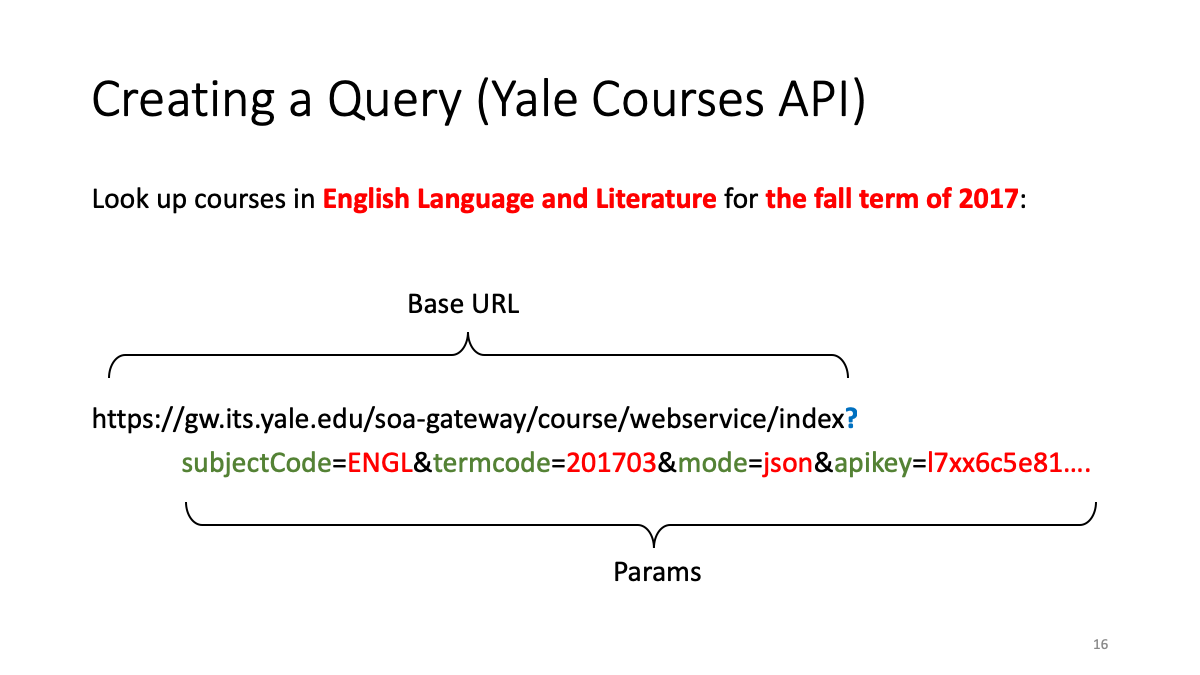 Creating a Query (Yale Courses API)
Look up courses in English Language and Literature for the fall term of 2017:
Base URL
https://gw.its.yale.edu/soa-gateway/course/webservice/index?
subjectCode=ENGL&termcode=201703&mode=json&apikey=l7xx6c5e81….
Params
16